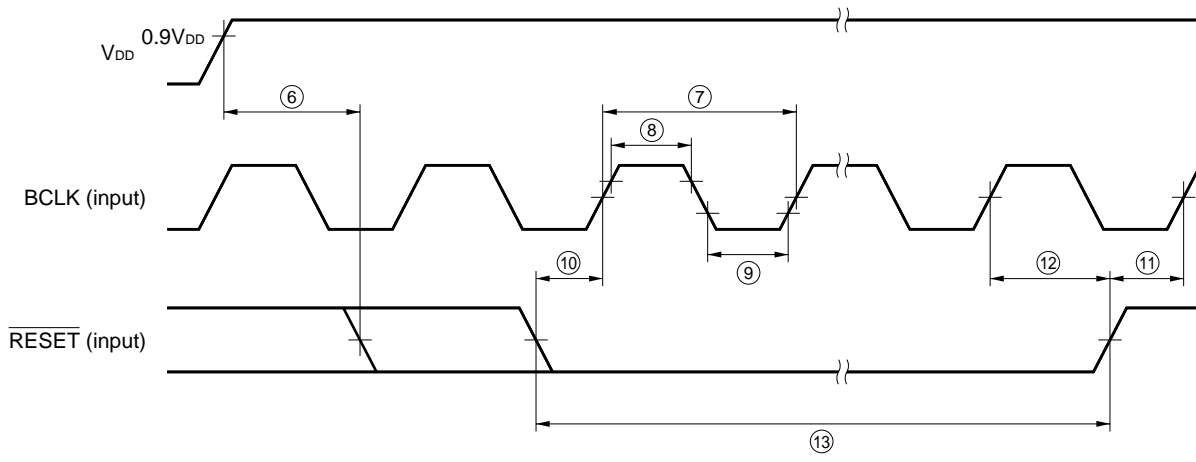 0.9VDD
VDD
⑥
⑦
⑧
BCLK (input)
⑨
⑩
⑫
⑪
RESET (input)
⑬